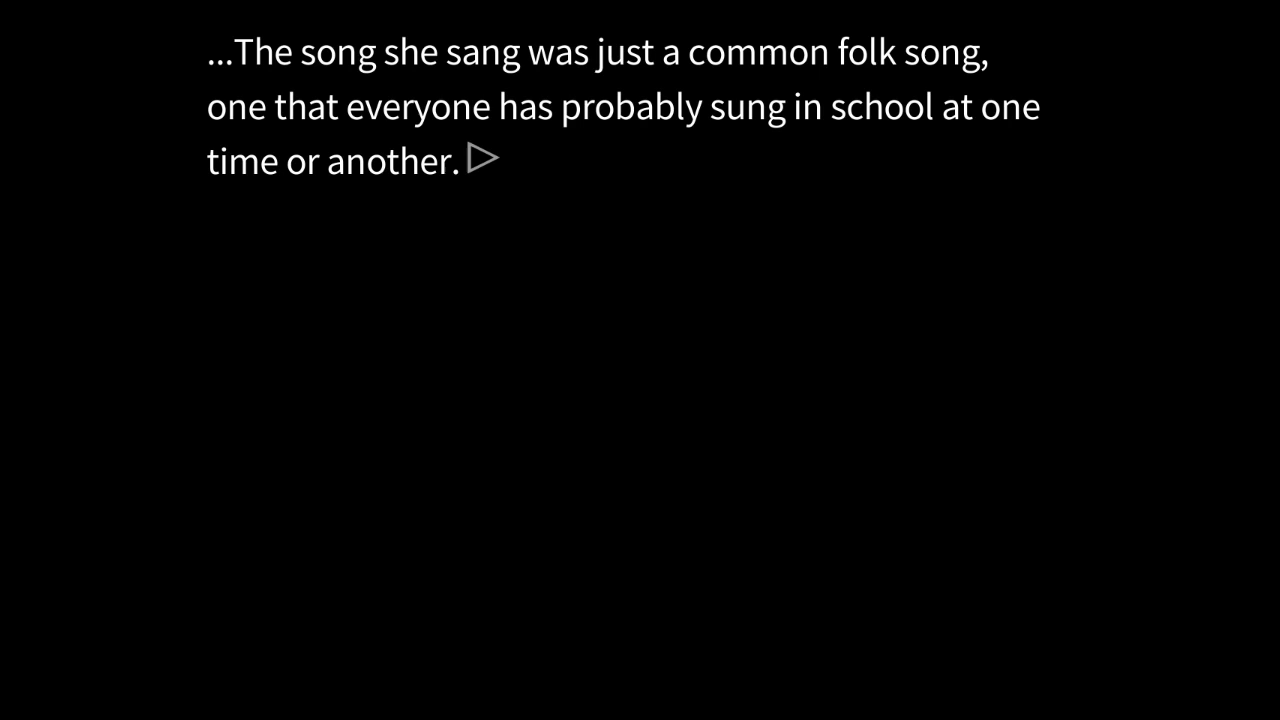 ...The song she sang was just a common folk song,
one that everyone has probably sung in school at one
time or another.